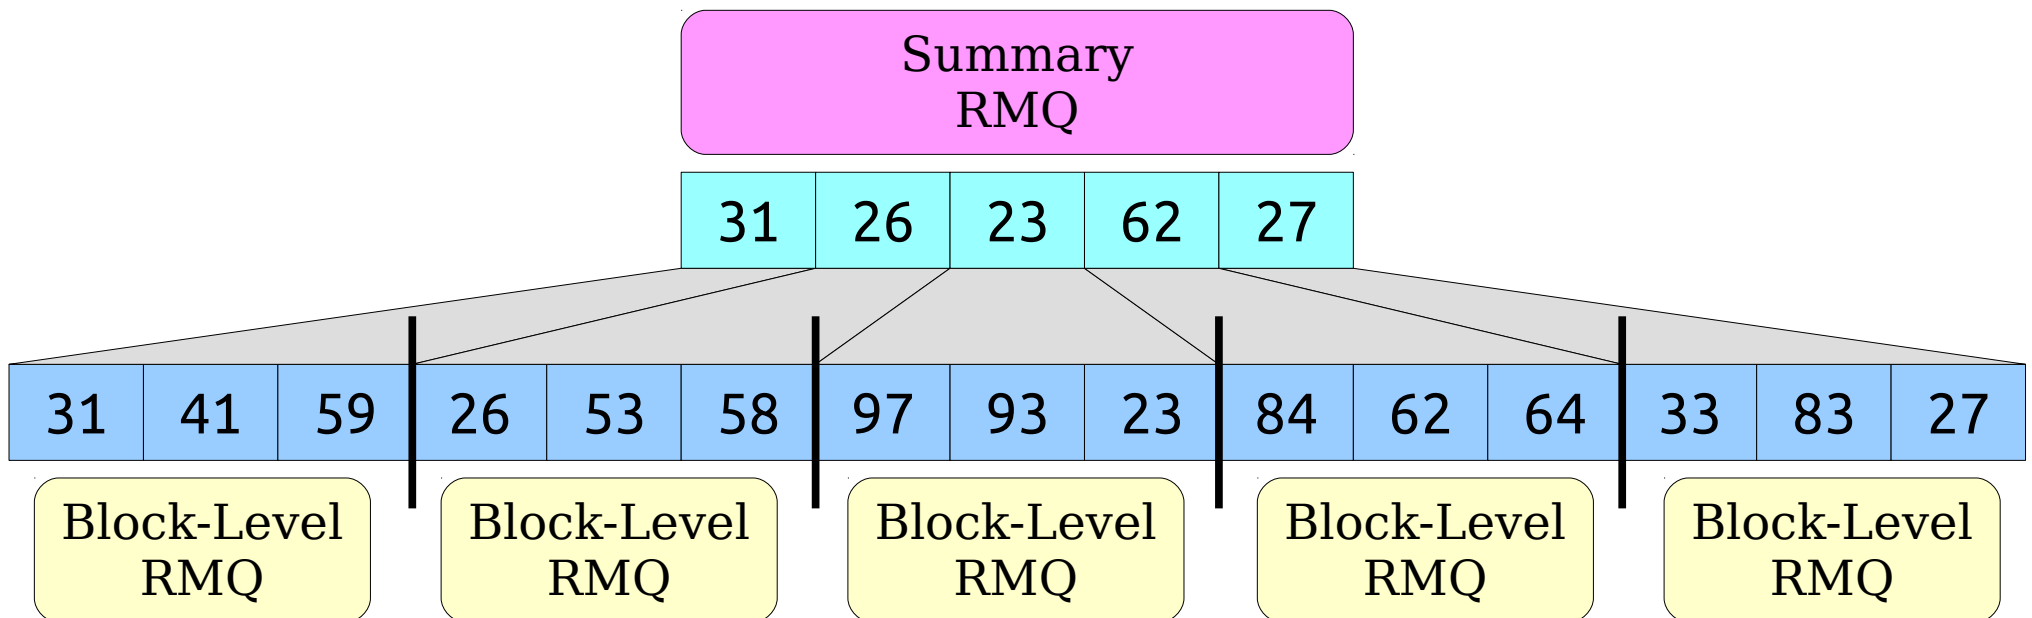 Summary
RMQ
31 26 23 62 27
31 41 59 26 53 58 97 93 23 84 62 64 33 83 27
Block-Level Block-Level Block-Level Block-Level Block-Level
RMQ RMQ RMQ RMQ RMQ